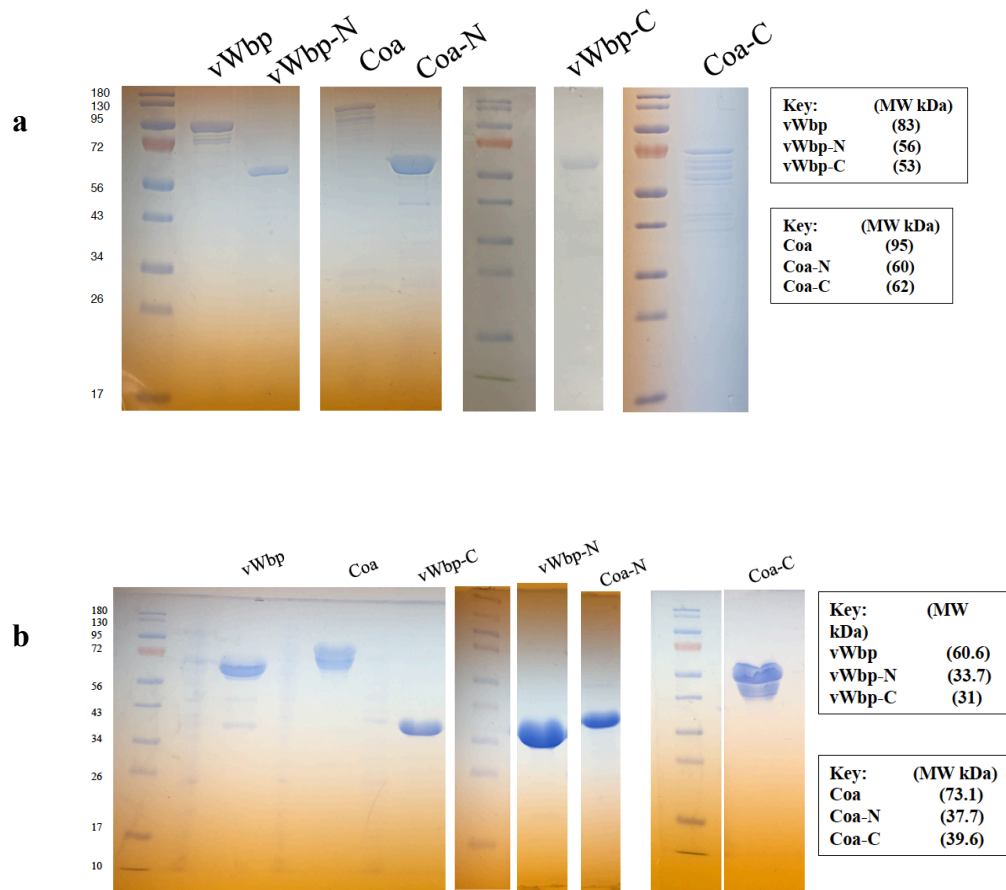 a
vWbp
vWbp-N
Coa
Coa-N
vWbp-C
Coa-C
180
130
95
72
56
43
34
26
17
Key: (MW kDa)
vWbp (83)
vWbp-N (56)
vWbp-C (53)
Key: (MW kDa)
Coa (95)
Coa-N (60)
Coa-C (62)
b
vWbp
Coa
vWbp-C
vWbp-N
Coa-N
Coa-C
180
130
95
72
56
43
34
26
17
10
Key: (MW
kDa)
vWbp (60.6)
vWbp-N (33.7)
vWbp-C (31)
Key: (MW kDa)
Coa (73.1)
Coa-N (37.7)
Coa-C (39.6)